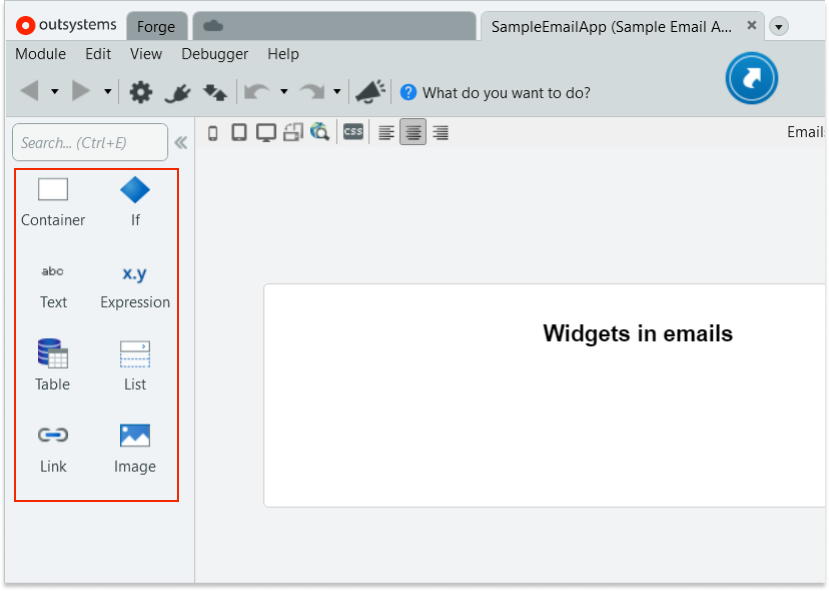 outsystems Forge SampleEmailApp (Sample Email A...
Module Edit View Debugger Help
What do you want to do?
Search... (Ctrl+E)
CSS
Email
Container If
abc x.y
Text Expression
Table List
Link Image
Widgets in emails